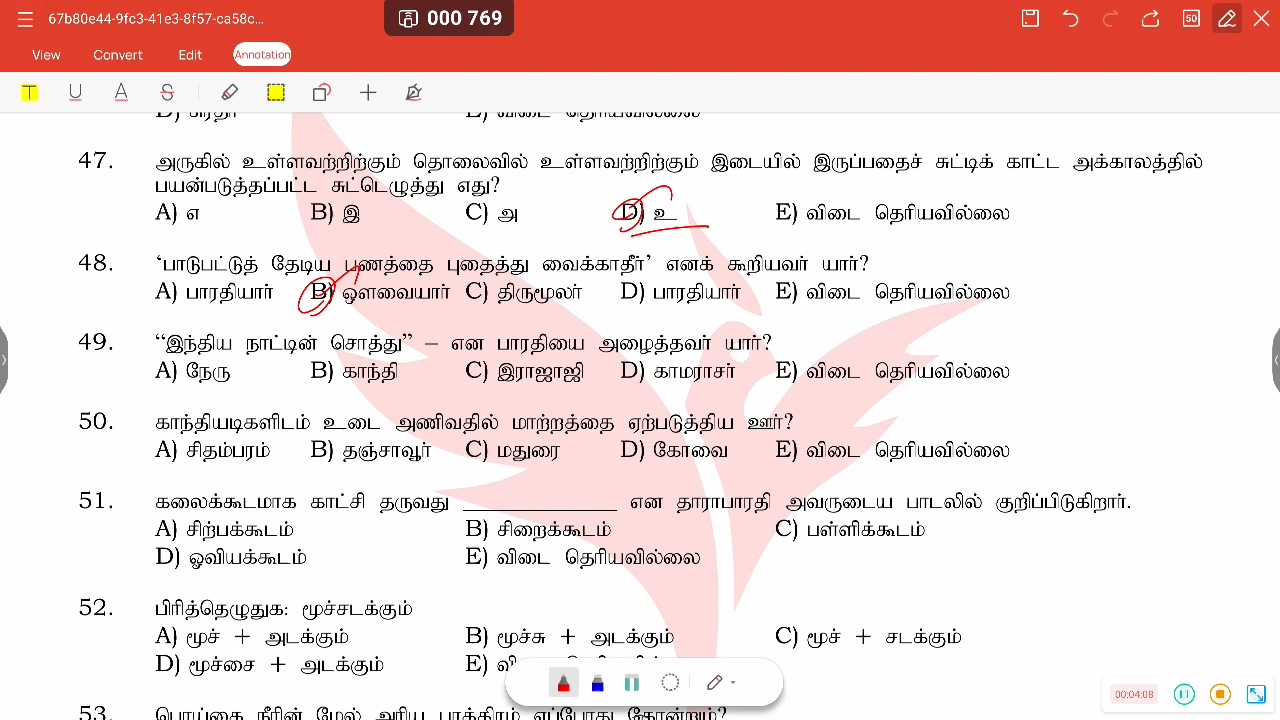 67b80e44-9fc3-41e3-8f57-ca58c...
000 769
50
View Convert Edit Annotation
47. அருகில் உள்ளவற்றிற்கும் தொலைவில் உள்ளவற்றிற்கும் இடையில் இருப்பதைச் சுட்டிக் காட்ட அக்காலத்தில்
பயன்படுத்தப்பட்ட சுட்டெழுத்து எது?
A) எ B) இ C) அ D) உ E) விடை தெரியவில்லை
48. ‘பாடுபட்டுத் தேடிய பணத்தை புதைத்து வைக்காதீர்’ எனக் கூறியவர் யார்?
A) பாரதியார் B) ஔவையார் C) திருமூலர் D) பாரதியார் E) விடை தெரியவில்லை
49. “இந்திய நாட்டின் சொத்து” – என பாரதியை அழைத்தவர் யார்?
A) நேரு B) காந்தி C) இராஜாஜி D) காமராசர் E) விடை தெரியவில்லை
50. காந்தியடிகளிடம் உடை அணிவதில் மாற்றத்தை ஏற்படுத்திய ஊர்?
A) சிதம்பரம் B) தஞ்சாவூர் C) மதுரை D) கோவை E) விடை தெரியவில்லை
51. கலைக்கூடமாக காட்சி தருவது ______________ என தாராபாரதி அவருடைய பாடலில் குறிப்பிடுகிறார்.
A) சிற்பக்கூடம் B) சிறைக்கூடம் C) பள்ளிக்கூடம்
D) ஓவியக்கூடம் E) விடை தெரியவில்லை
52. பிரித்தெழுதுக: மூச்சடக்கும்
A) மூச் + அடக்கும் B) மூச்சு + அடக்கும் C) மூச் + சடக்கும்
D) மூச்சை + அடக்கும் E)
00:04:08
53. பொய்கை நீரின் மேல் அரிய